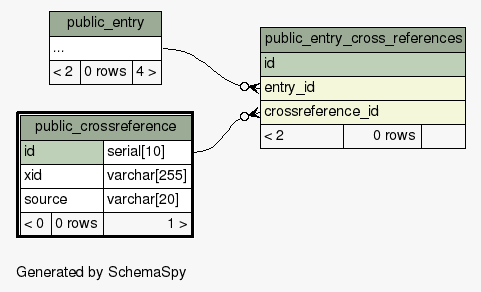 public_entry
...
< 2 0 rows 4 >
public_entry_cross_references
id
entry_id
crossreference_id
< 2 0 rows
public_crossreference
id serial[10]
xid varchar[255]
source varchar[20]
< 0 0 rows 1 >
Generated by SchemaSpy